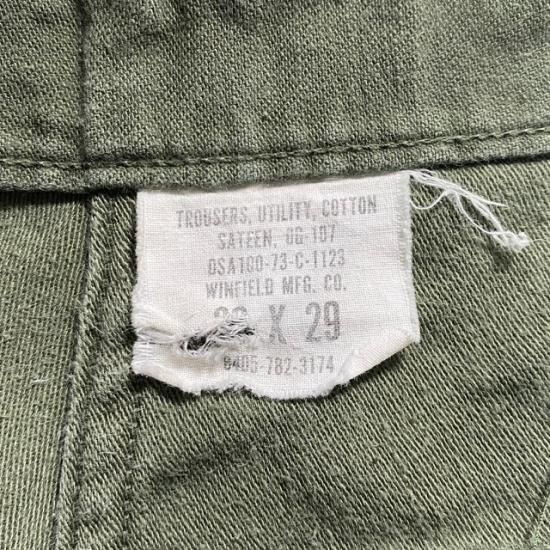 TROUSERS, UTILITY, COTTON
SATEEN, OG-107
DSA100-73-C-1123
WINFIELD MFG. CO.
X 29
8405-782-3174